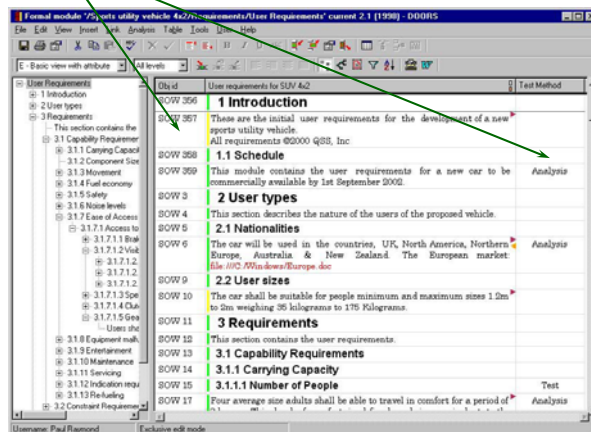 Formal module '/Sports utility vehicle 4x2/Requirements/User Requirements' current 2.1 (1998) - DOORS
File Edit View Insert Link Analysis Table Tools User Help
E - Basic view with attribute
All levels
User Requirements
1 Introduction
2 User types
3 Requirements
This section contains the
3.1 Capability Requiremer
3.1.1 Carrying Capacit
3.1.2 Component Size
3.1.3 Movement
3.1.4 Fuel economy
3.1.5 Safety
3.1.6 Noise levels
3.1.7 Ease of Access
3.1.7.1 Access to
3.1.7.1.1 Brak
3.1.7.1.2 Visib
3.1.7.1.2.
3.1.7.1.2.
3.1.7.1.2.
3.1.7.1.3 Spe
3.1.7.1.4 Clut
3.1.7.1.5 Gea
Users sha
3.1.8 Equipment malfu
3.1.9 Entertainment
3.1.10 Maintenance
3.1.11 Servicing
3.1.12 Indication requ
3.1.13 Re-fueling
3.2 Constraint Requiremer
Obj id User requirements for SUV 4x2 Test Method
SOW 356 1 Introduction
SOW 357 These are the initial user requirements for the development of a new
sports utility vehicle.
All requirements ©2000 QSS, Inc
SOW 358 1.1 Schedule
SOW 359 This module contains the user requirements for a new car to be Analysis
commercially available by 1st September 2002.
SOW 3 2 User types
SOW 4 This section describes the nature of the users of the proposed vehicle.
SOW 5 2.1 Nationalities
SOW 6 The car will be used in the countries, UK, North America, Northern Analysis
Europe, Australia & New Zealand. The European market:
file:///C:/Windows/Europe.doc
SOW 9 2.2 User sizes
SOW 10 The car shall be suitable for people minimum and maximum sizes 1.2m
to 2m weighing 35 kilograms to 175 Kilograms.
SOW 11 3 Requirements
SOW 12 This section contains the user requirements.
SOW 13 3.1 Capability Requirements
SOW 14 3.1.1 Carrying Capacity
SOW 15 3.1.1.1 Number of People Test
SOW 17 Four average size adults shall be able to travel in comfort for a period of Analysis
Username: Paul Raymond Exclusive edit mode